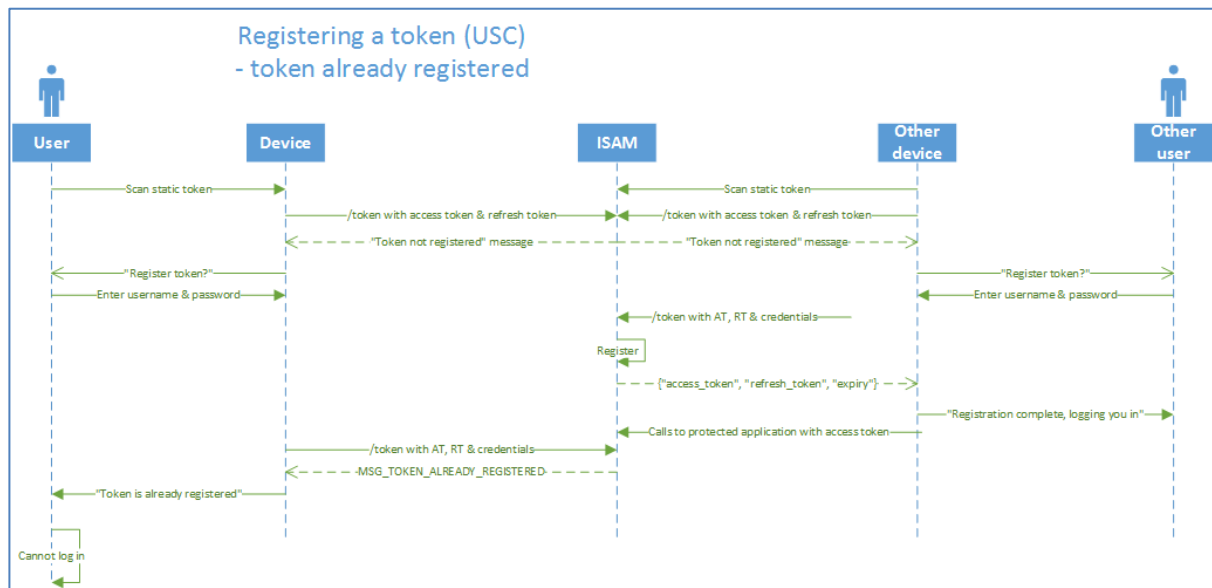 Registering a token (USC)
- token already registered
User
Device
ISAM
Other
device
Other
user
Scan static token
Scan static token
/token with access token & refresh token
/token with access token & refresh token
"Token not registered" message
"Token not registered" message
"Register token?"
"Register token?"
Enter username & password
Enter username & password
/token with AT, RT & credentials
Register
{"access_token", "refresh_token", "expiry"}
"Registration complete, logging you in"
Calls to protected application with access token
/token with AT, RT & credentials
MSG_TOKEN_ALREADY_REGISTERED
"Token is already registered"
Cannot log in